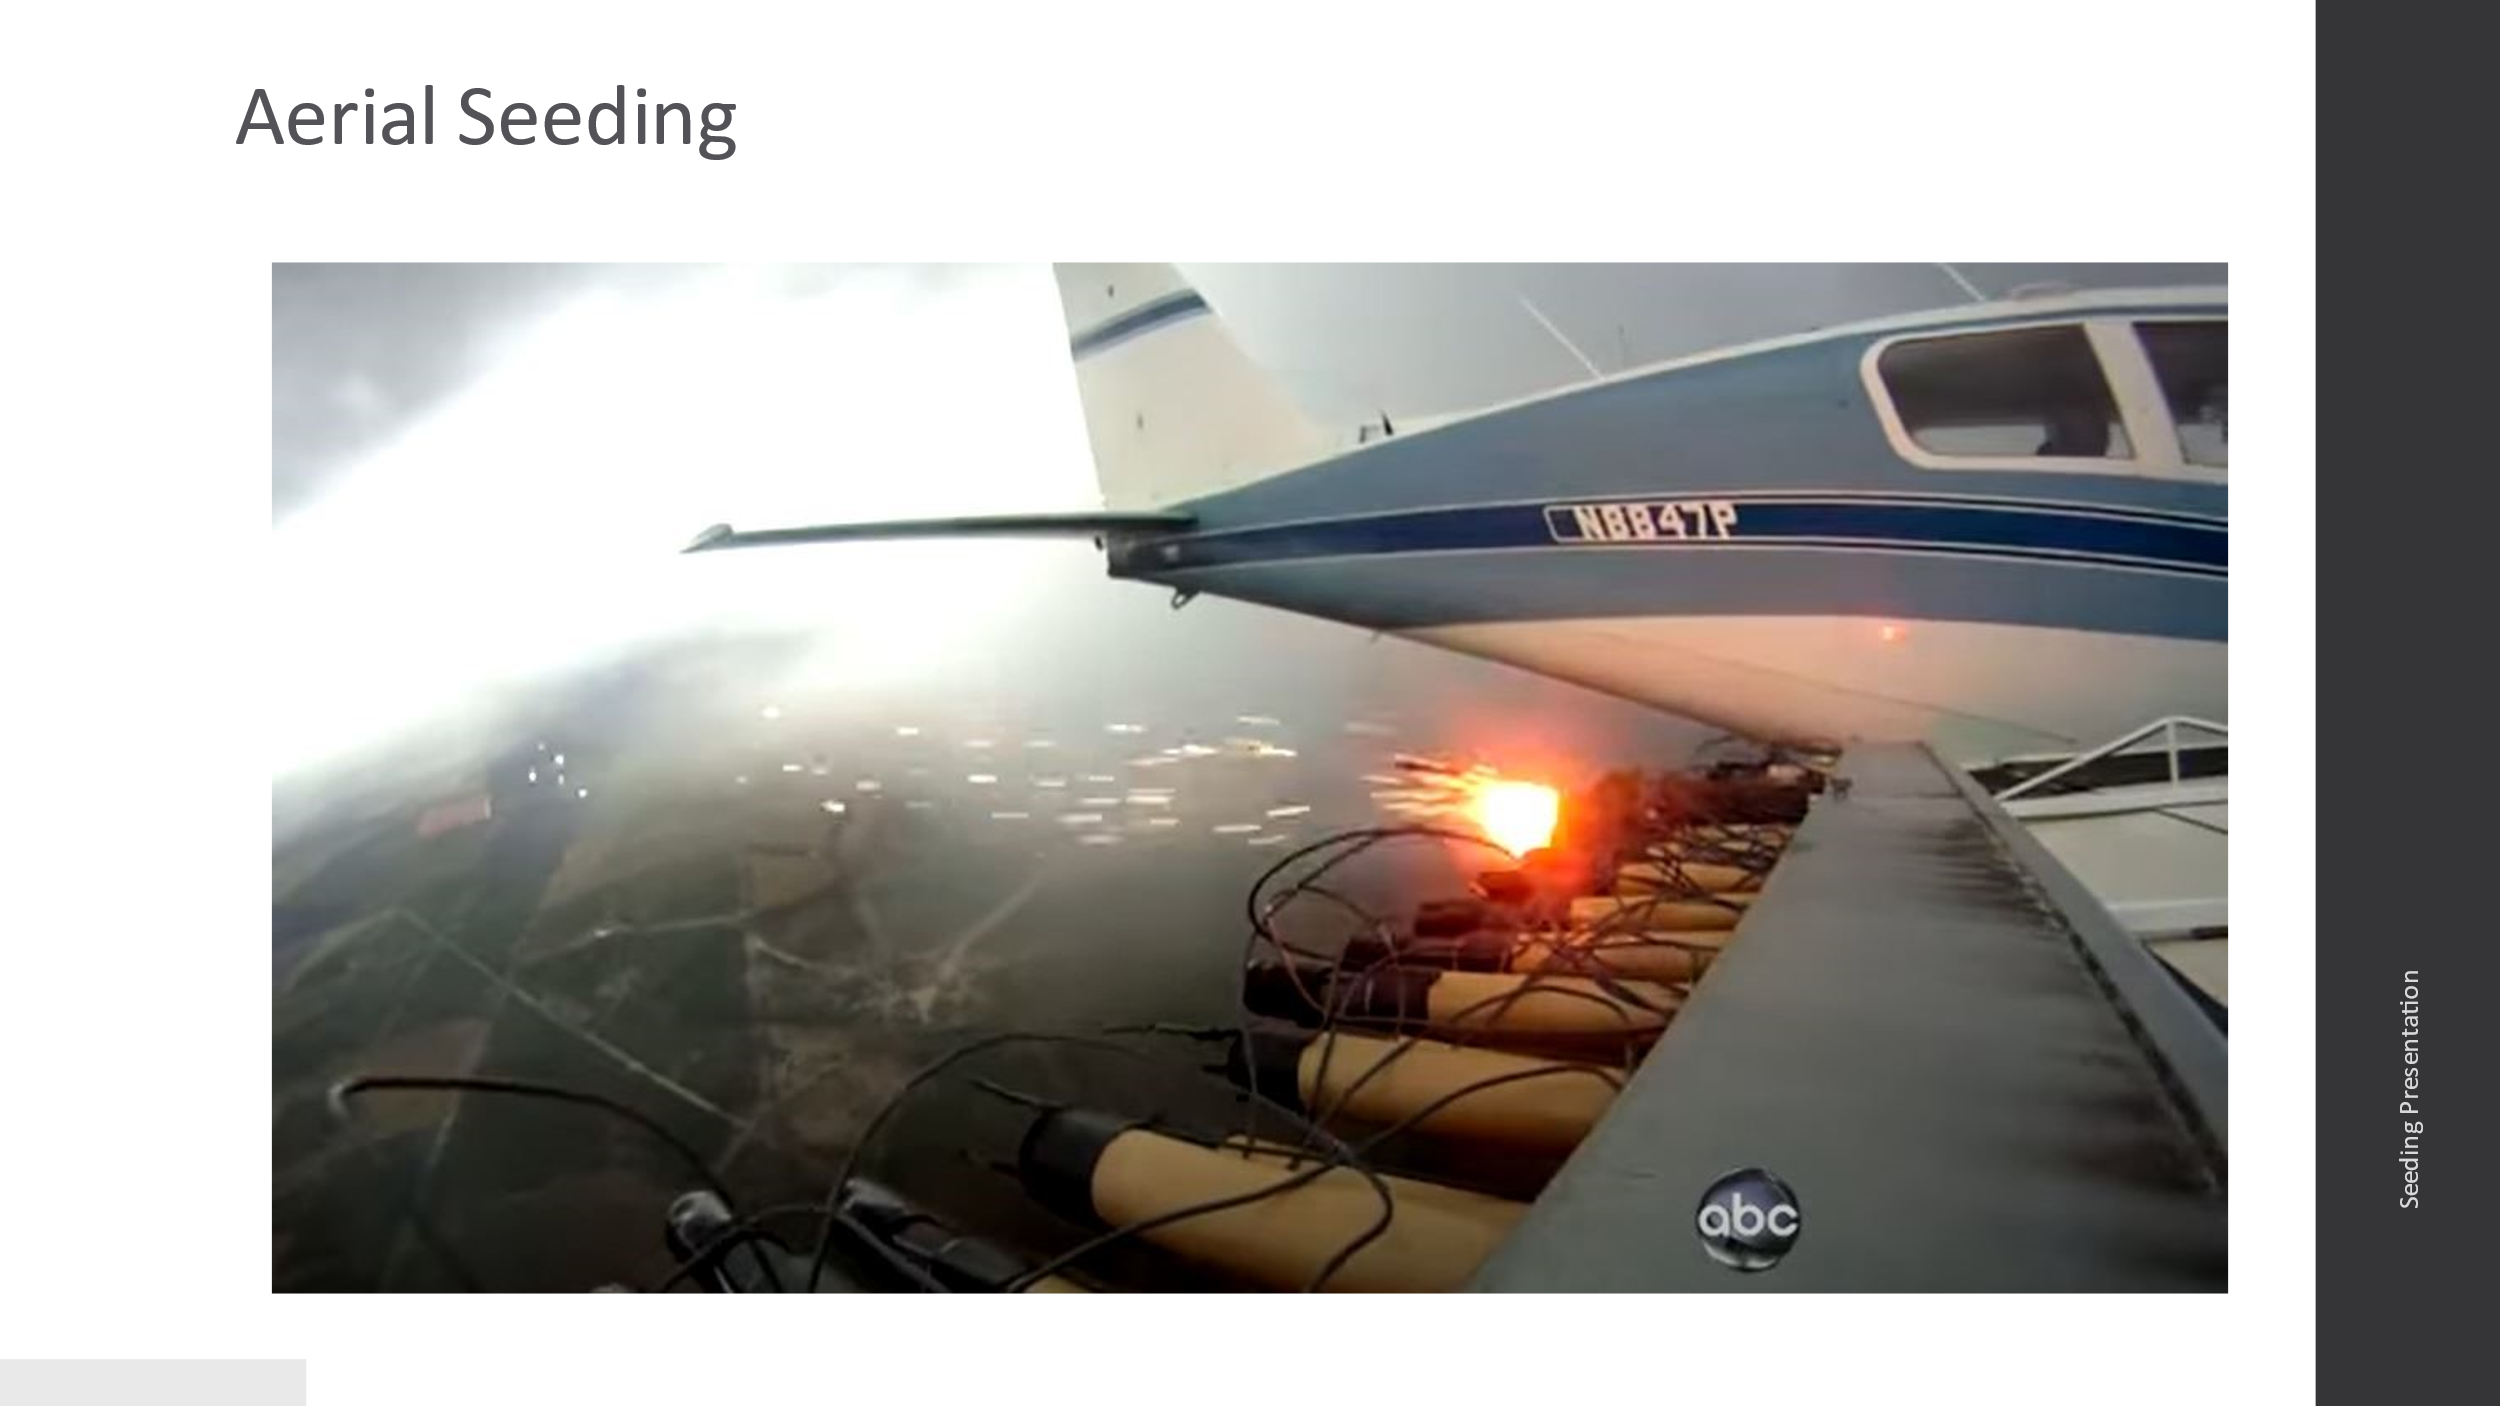 Aerial Seeding
N8847P
abc
Seeding Presentation